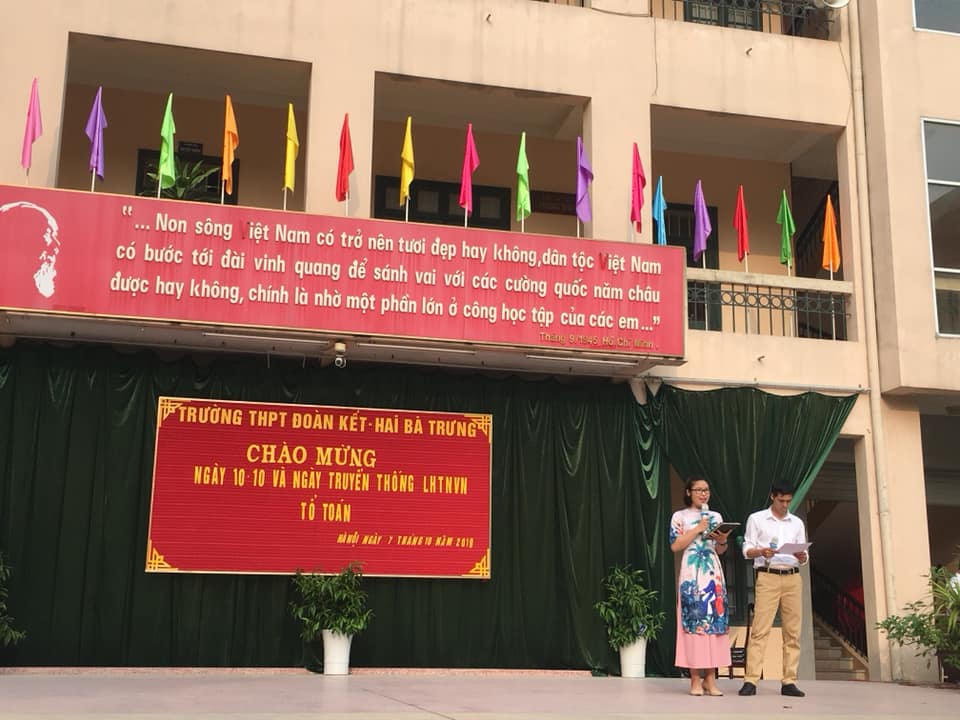 “... Non sông Việt Nam có trở nên tươi đẹp hay không, dân tộc Việt Nam
có bước tới đài vinh quang để sánh vai với các cường quốc năm châu
được hay không, chính là nhờ một phần lớn ở công học tập của các em...”
Tháng 9/1945 Hồ Chí Minh.
TRƯỜNG THPT ĐOÀN KẾT - HAI BÀ TRƯNG
CHÀO MỪNG
NGÀY 10-10 VÀ NGÀY TRUYỀN THỐNG LHTNVN
TỔ TOÁN
HÀ NỘI NGÀY 7 THÁNG 10 NĂM 2019